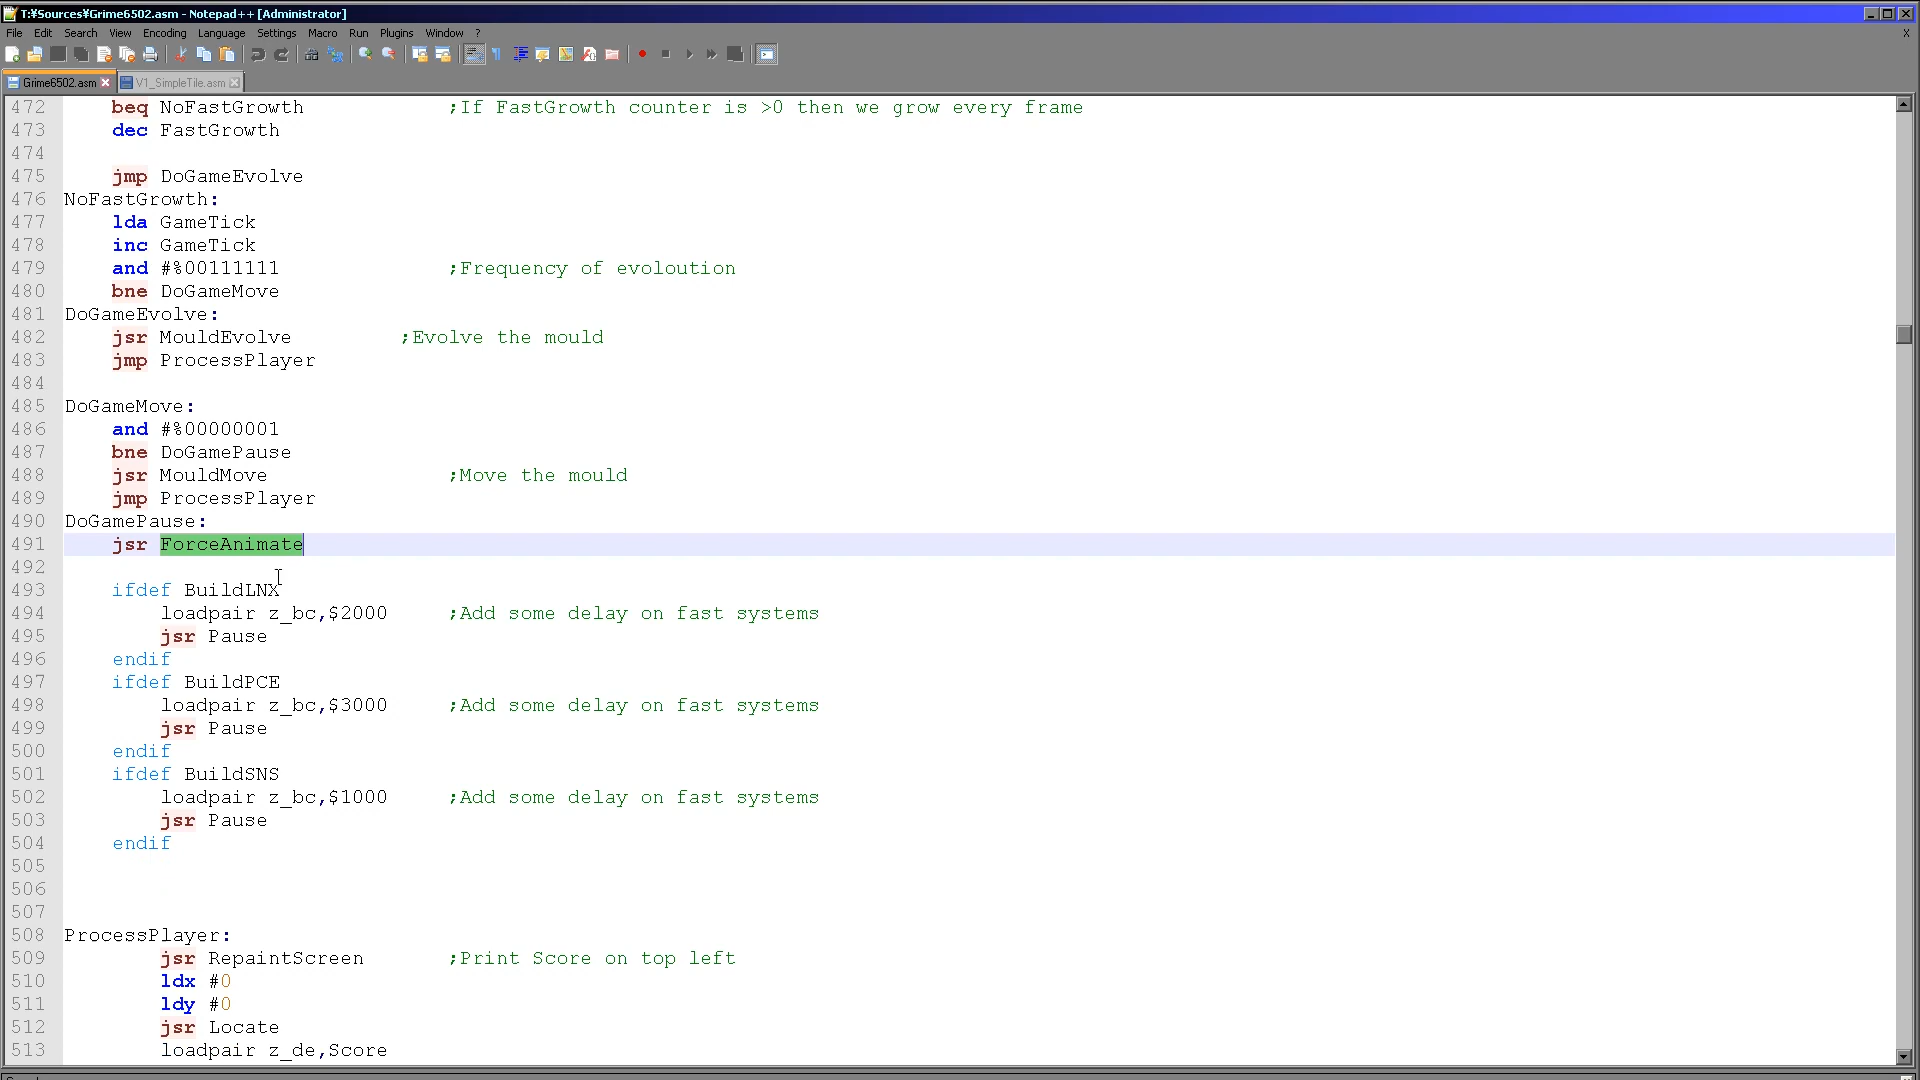 T:¥Sources¥Grime6502.asm - Notepad++ [Administrator]
File Edit Search View Encoding Language Settings Macro Run Plugins Window ? X
Grime6502.asm V1_SimpleTile.asm
472 beq NoFastGrowth ;If FastGrowth counter is >0 then we grow every frame
473 dec FastGrowth
474
475 jmp DoGameEvolve
476 NoFastGrowth:
477 lda GameTick
478 inc GameTick
479 and #%00111111 ;Frequency of evoloution
480 bne DoGameMove
481 DoGameEvolve:
482 jsr MouldEvolve ;Evolve the mould
483 jmp ProcessPlayer
484
485 DoGameMove:
486 and #%00000001
487 bne DoGamePause
488 jsr MouldMove ;Move the mould
489 jmp ProcessPlayer
490 DoGamePause:
491 jsr ForceAnimate
492
493 ifdef BuildLNX
494 loadpair z_bc,$2000 ;Add some delay on fast systems
495 jsr Pause
496 endif
497 ifdef BuildPCE
498 loadpair z_bc,$3000 ;Add some delay on fast systems
499 jsr Pause
500 endif
501 ifdef BuildSNS
502 loadpair z_bc,$1000 ;Add some delay on fast systems
503 jsr Pause
504 endif
505
506
507
508 ProcessPlayer:
509 jsr RepaintScreen ;Print Score on top left
510 ldx #0
511 ldy #0
512 jsr Locate
513 loadpair z_de,Score